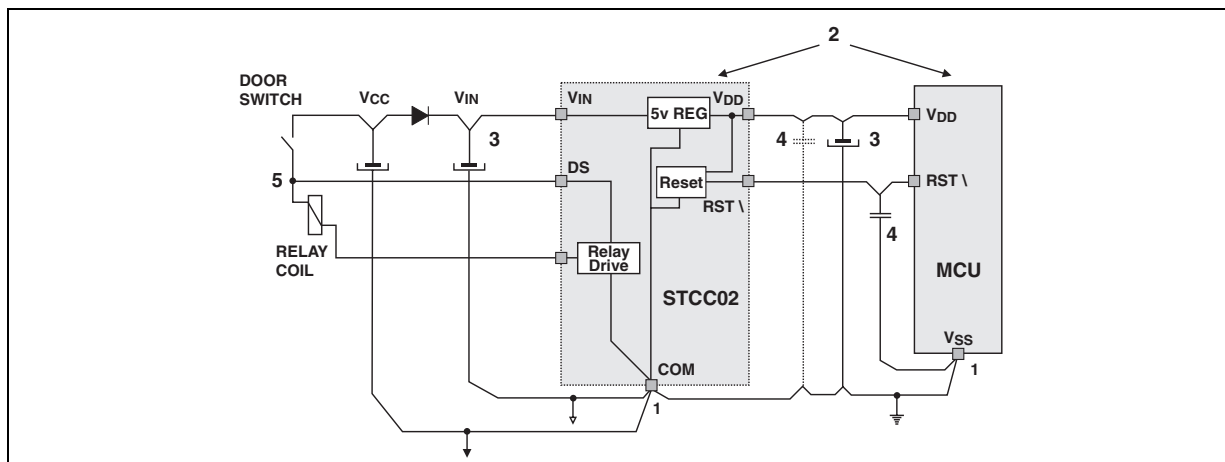 2
DOOR
SWITCH
VCC
VIN
VIN
5v REG
VDD
VDD
3
4
3
5
DS
Reset
RST \
RST \
4
RELAY
COIL
Relay
Drive
STCC02
MCU
VSS
COM
1
1